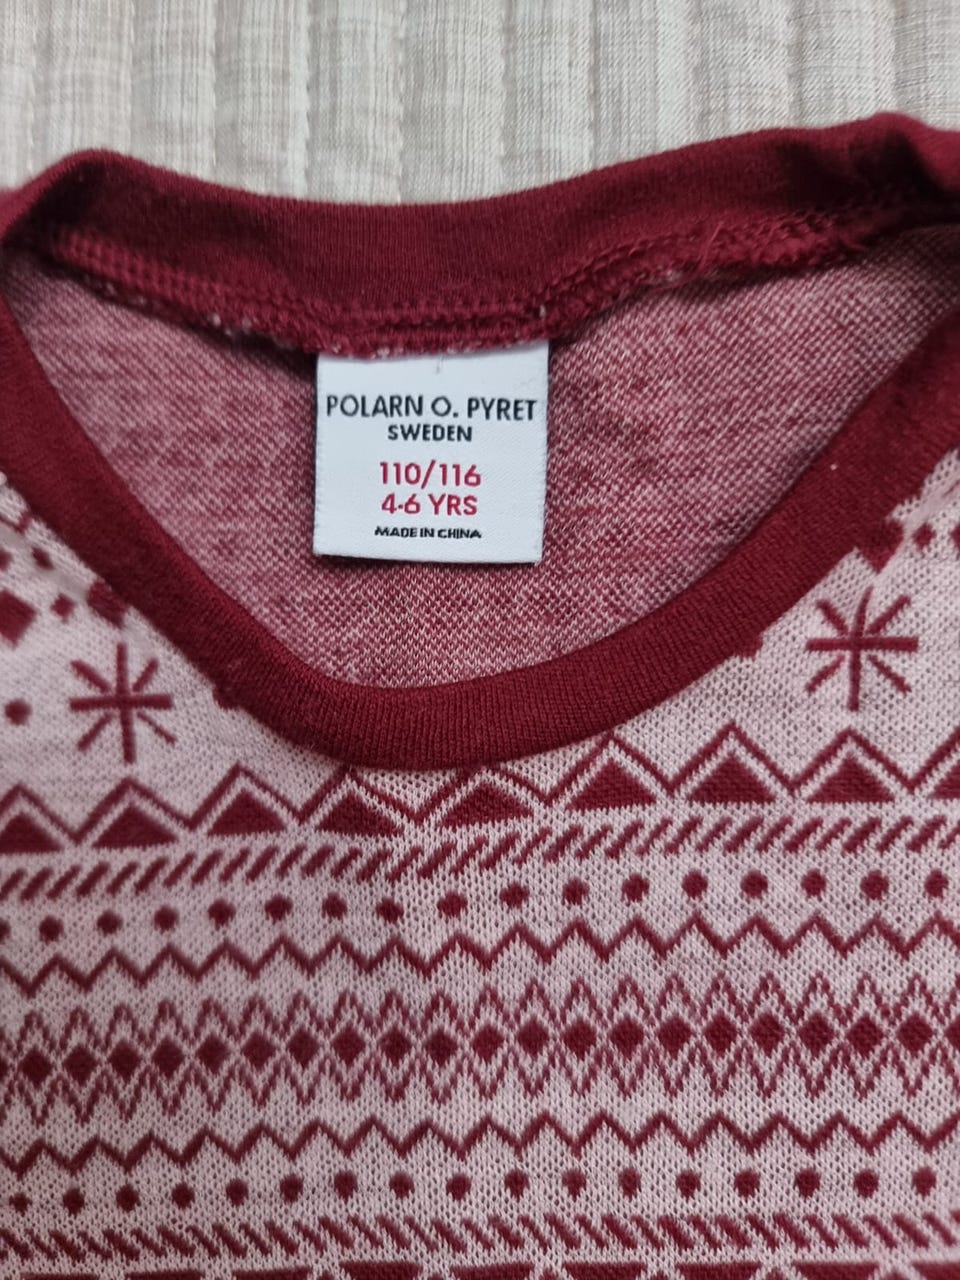 POLARN O. PYRET
SWEDEN
110/116
4-6 YRS
MADE IN CHINA